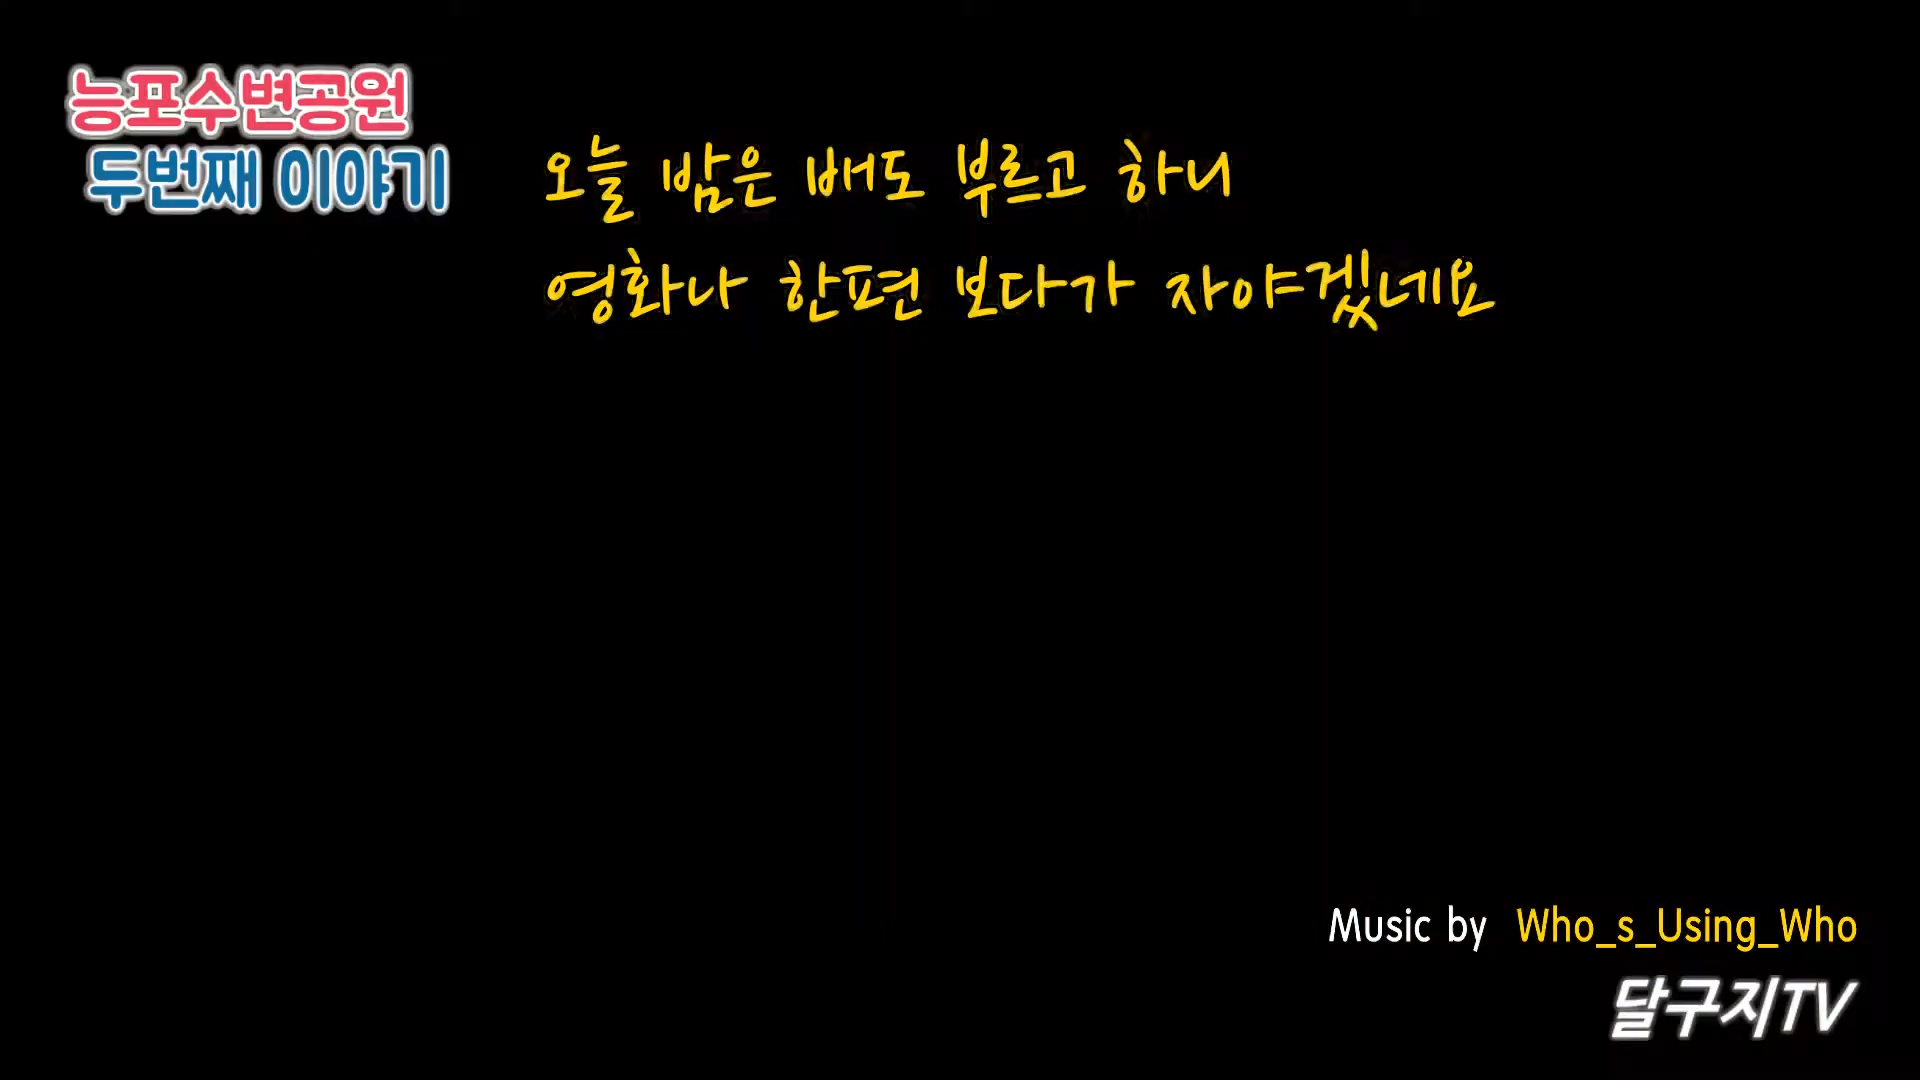 능포수변공원
두번째 이야기
오늘 밤은 배도 부르고 하니
영화나 한편 보다가 자야겠네요
Music by Who_s_Using_Who
달구지TV